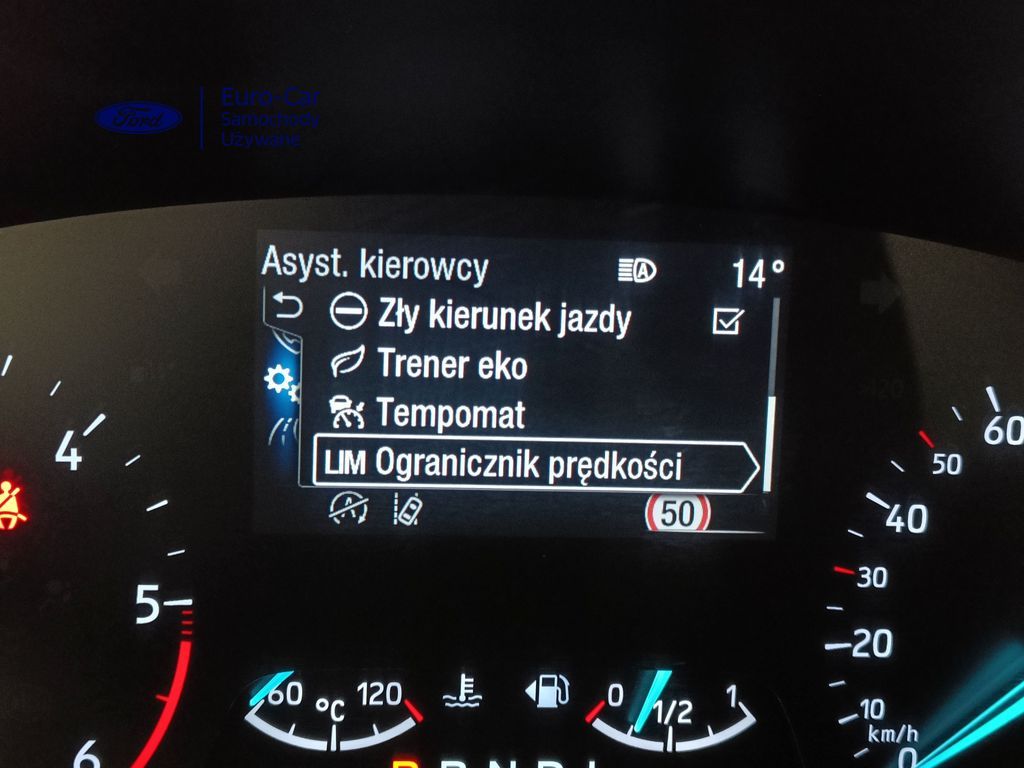 Ford
Euro-Car
Samochody
Używane
Asyst. kierowcy
A
14°
Zły kierunek jazdy
Trener eko
Tempomat
LIM Ogranicznik prędkości
A
50
4
5
6
60
50
40
30
20
10
km/h
0
60
°C
120
0
1/2
1